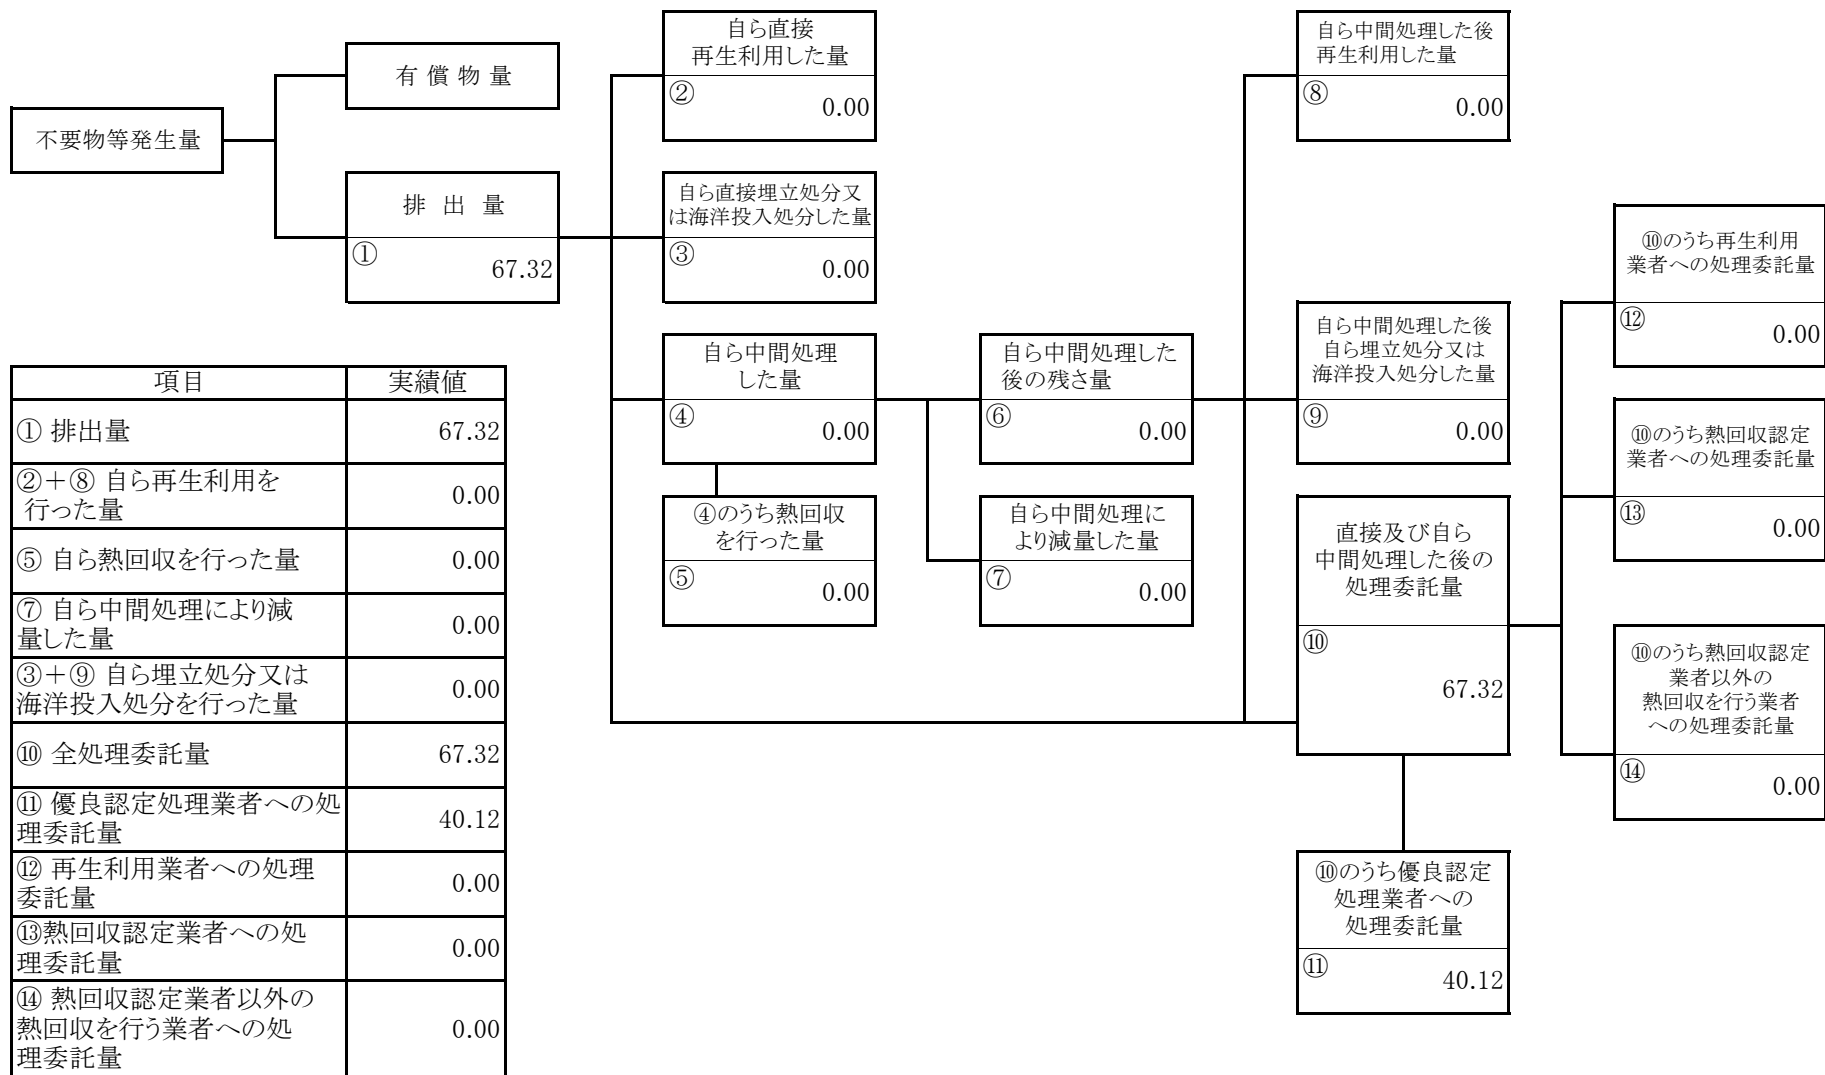 不要物等発生量
有 償 物 量
排 出 量
①
67.32
自ら直接
再生利用した量
②
0.00
自ら直接埋立処分又
は海洋投入処分した量
③
0.00
自ら中間処理
した量
④
0.00
④のうち熱回収
を行った量
⑤
0.00
自ら中間処理した
後の残さ量
⑥
0.00
自ら中間処理に
より減量した量
⑦
0.00
自ら中間処理した後
再生利用した量
⑧
0.00
自ら中間処理した後
自ら埋立処分又は
海洋投入処分した量
⑨
0.00
直接及び自ら
中間処理した後の
処理委託量
⑩
67.32
⑩のうち優良認定
処理業者への
処理委託量
⑪
40.12
⑩のうち再生利用
業者への処理委託量
⑫
0.00
⑩のうち熱回収認定
業者への処理委託量
⑬
0.00
⑩のうち熱回収認定
業者以外の
熱回収を行う業者
への処理委託量
⑭
0.00
項目 実績値
① 排出量 67.32
②＋⑧ 自ら再生利用を
行った量 0.00
⑤ 自ら熱回収を行った量 0.00
⑦ 自ら中間処理により減
量した量 0.00
③＋⑨ 自ら埋立処分又は
海洋投入処分を行った量 0.00
⑩ 全処理委託量 67.32
⑪ 優良認定処理業者への処
理委託量 40.12
⑫ 再生利用業者への処理
委託量 0.00
⑬熱回収認定業者への処
理委託量 0.00
⑭ 熱回収認定業者以外の
熱回収を行う業者への処
理委託量 0.00